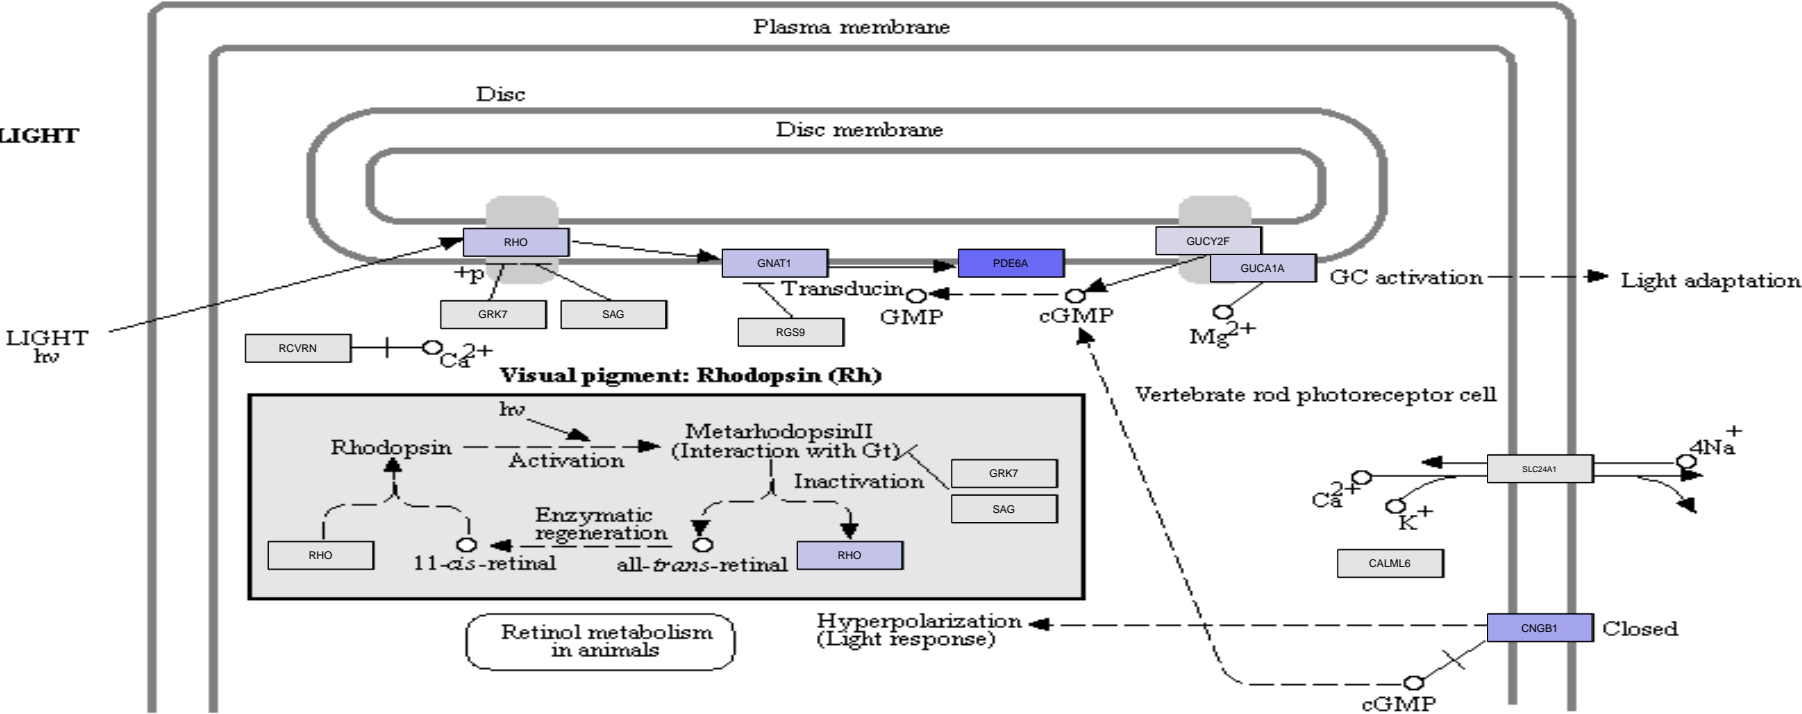 Plasma membrane
Disc
LIGHT
Disc membrane
RHO
GUCY2F
GNAT1
PDE6A
GUCA1A
+p
GC activation
Light adaptation
Transducin
GMP
cGMP
GRK7
SAG
RGS9
Mg2+
LIGHT
hν
RCVRN
Ca2+
Visual pigment: Rhodopsin (Rh)
Vertebrate rod photoreceptor cell
hν
Rhodopsin
Activation
MetarhodopsinII
(Interaction with Gt)
Inactivation
GRK7
SAG
4Na+
SLC24A1
Ca2+
K+
Enzymatic
regeneration
RHO
11-cis-retinal
all-trans-retinal
RHO
CALML6
Retinol metabolism
in animals
Hyperpolarization
(Light response)
CNGB1
Closed
cGMP